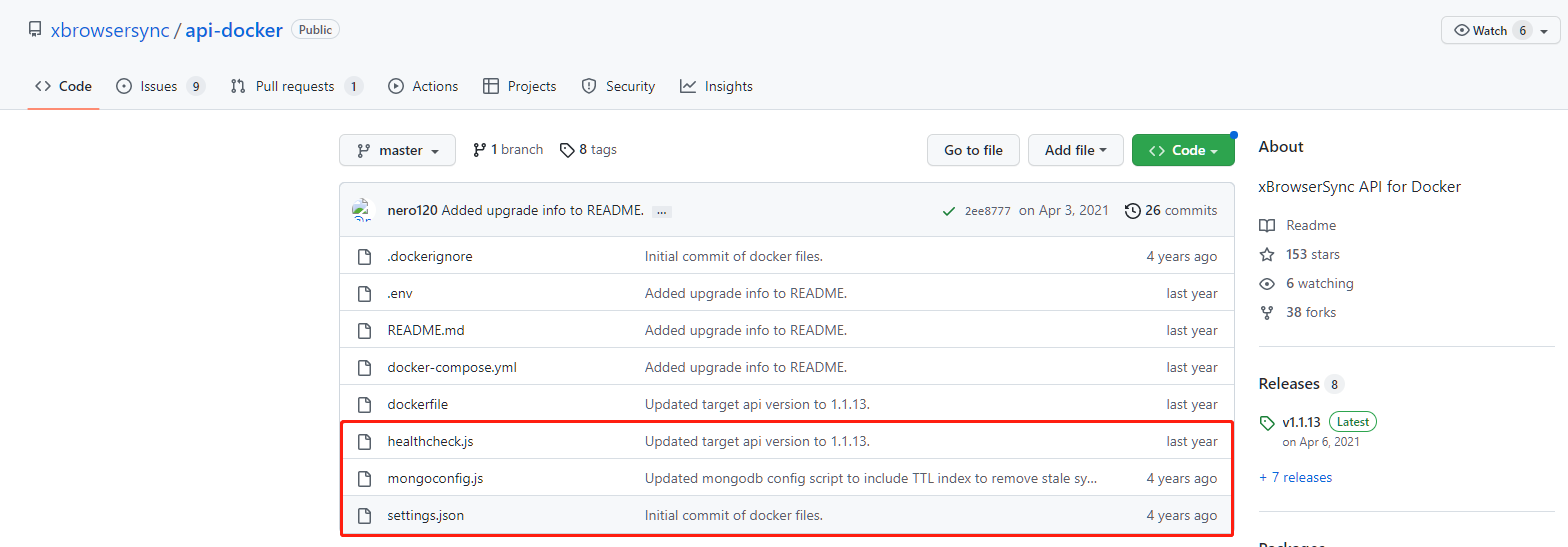 xbrowsersync / api-docker Public
Watch 6
Code Issues 9 Pull requests 1 Actions Projects Security Insights
master 1 branch 8 tags Go to file Add file Code
nero120 Added upgrade info to README. ... 2ee8777 on Apr 3, 2021 26 commits
.dockerignore Initial commit of docker files. 4 years ago
.env Added upgrade info to README. last year
README.md Added upgrade info to README. last year
docker-compose.yml Added upgrade info to README. last year
dockerfile Updated target api version to 1.1.13. last year
healthcheck.js Updated target api version to 1.1.13. last year
mongoconfig.js Updated mongodb config script to include TTL index to remove stale sy... 4 years ago
settings.json Initial commit of docker files. 4 years ago
About
xBrowserSync API for Docker
Readme
153 stars
6 watching
38 forks
Releases 8
v1.1.13 Latest
on Apr 6, 2021
+ 7 releases